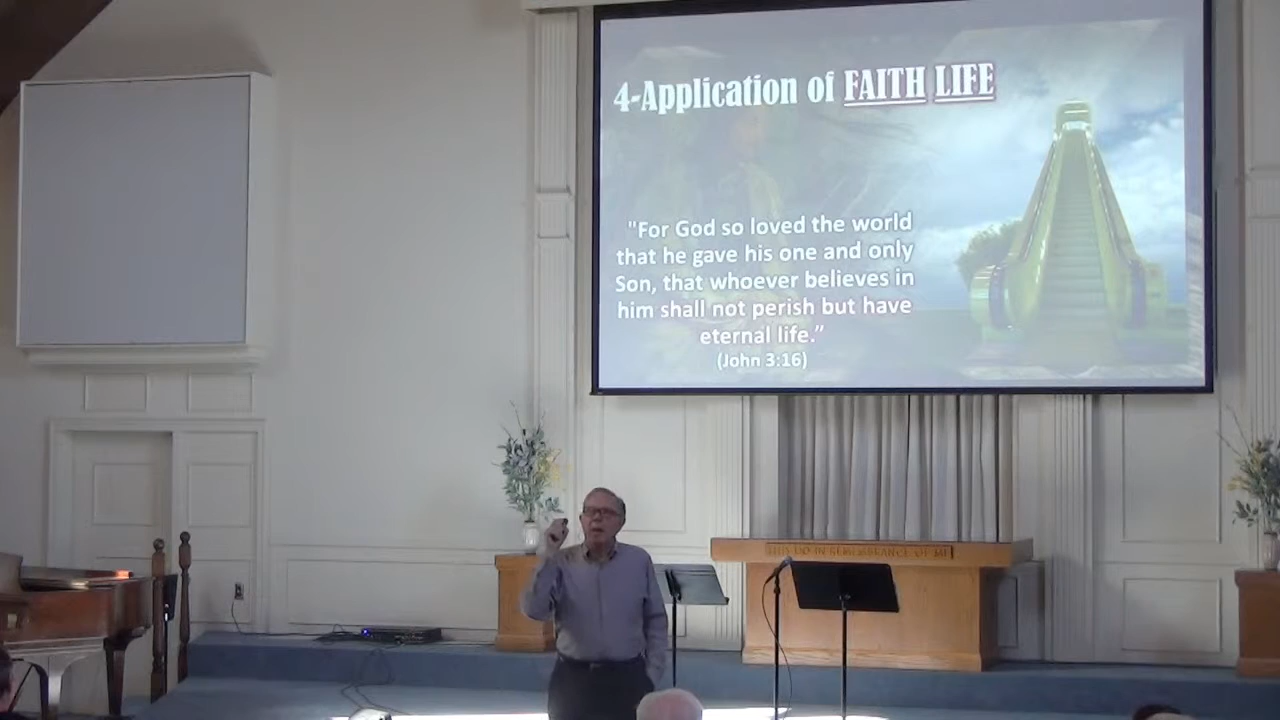 4-Application of FAITH LIFE
"For God so loved the world
that he gave his one and only
Son, that whoever believes in
him shall not perish but have
eternal life.”
(John 3:16)
THIS DO IN REMEMBRANCE OF ME